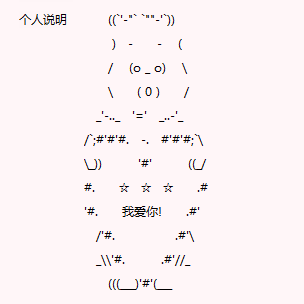 个人说明 ((`'-"` `""-'`))
) - - (
/ (o _ o) \
\ ( 0 ) /
_'-.._ '=' _..-'_
/`;#'#'#. -. #'#'#;`\
\_)) '#' ((_/
#. ☆ ☆ ☆ .#
'#. 我爱你! .#'
/'#. .#'\
_\\'#. .#'//_
(((___)'#'(___